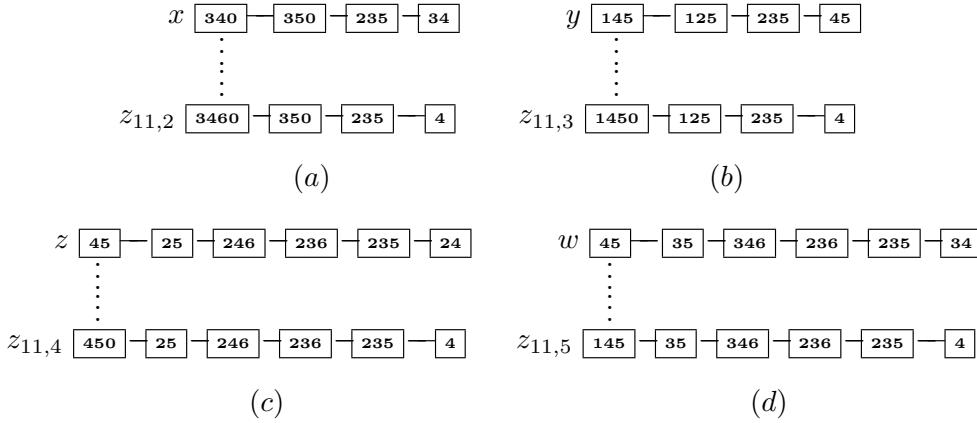 x 340 350 235 34 y 145 125 235 45
z11,2 3460 350 235 4 z11,3 1450 125 235 4
(a) (b)
z 45 25 246 236 235 24 w 45 35 346 236 235 34
z11,4 450 25 246 236 235 4 z11,5 145 35 346 236 235 4
(c) (d)